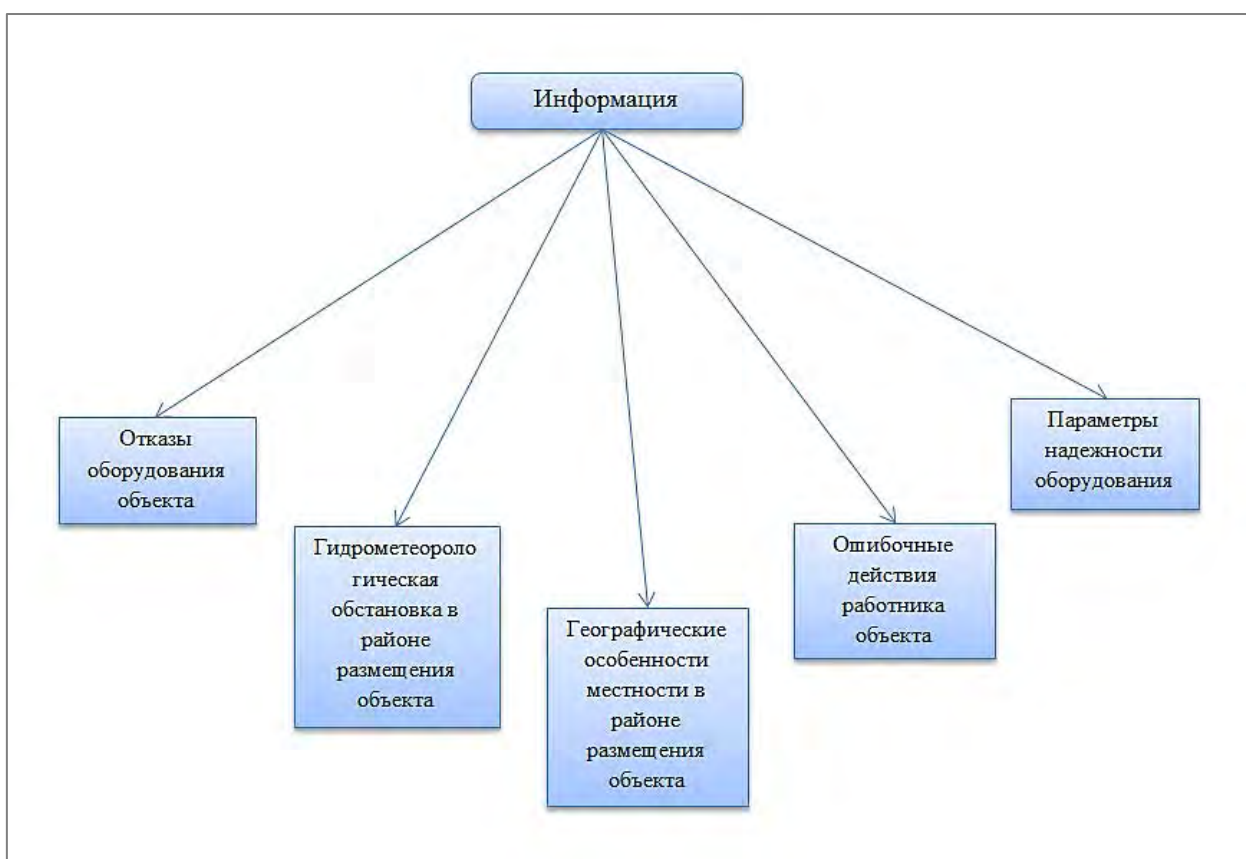 Информация
Отказы
оборудования
объекта
Гидрометеороло
гическая
обстановка в
районе
размещения
объекта
Географические
особенности
местности в
районе
размещения
объекта
Ошибочные
действия
работника
объекта
Параметры
надежности
оборудования